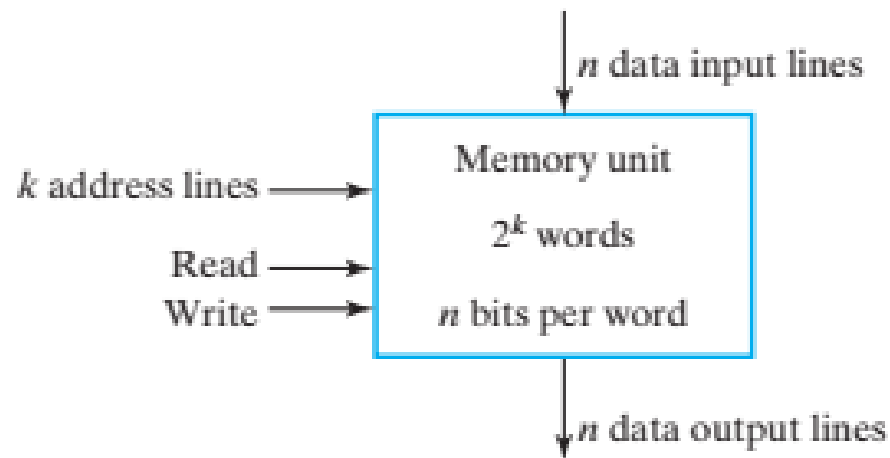 n data input lines
Memory unit
k address lines
2^k words
Read
Write
n bits per word
n data output lines